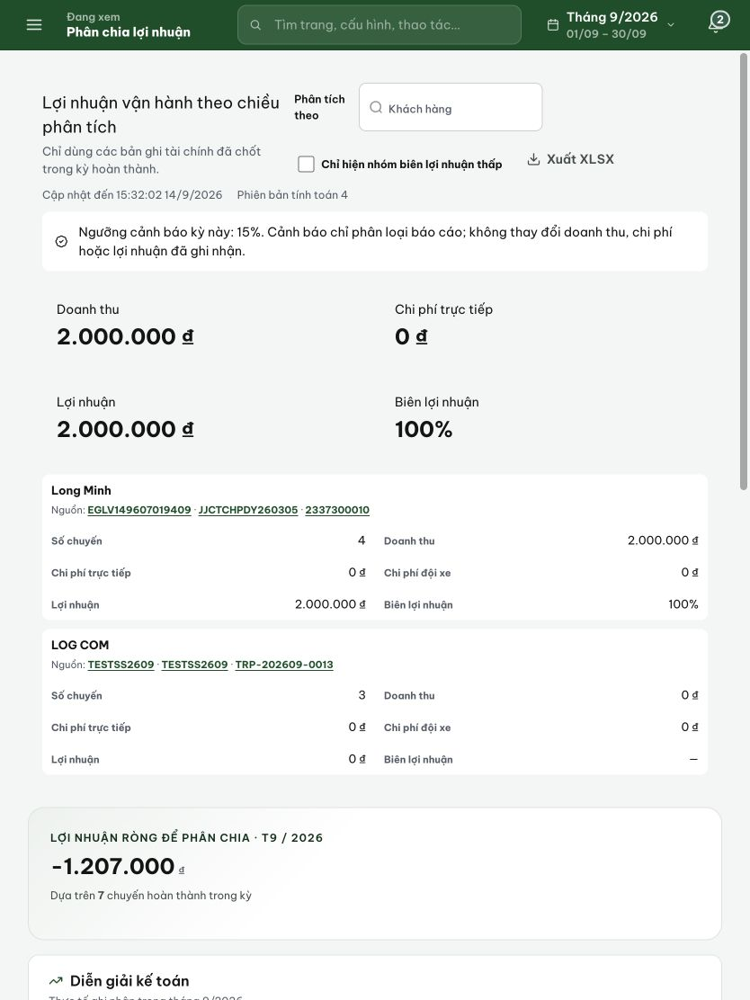 Đang xem
Phân chia lợi nhuận
Tìm trang, cấu hình, thao tác...
Tháng 9/2026
01/09 – 30/09
2
Lợi nhuận vận hành theo chiều
phân tích
Chỉ dùng các bản ghi tài chính đã chốt
trong kỳ hoàn thành.
Phân tích
theo
Khách hàng
Chỉ hiện nhóm biên lợi nhuận thấp
Xuất XLSX
Cập nhật đến 15:32:02 14/9/2026 Phiên bản tính toán 4
Ngưỡng cảnh báo kỳ này: 15%. Cảnh báo chỉ phân loại báo cáo; không thay đổi doanh thu, chi phí
hoặc lợi nhuận đã ghi nhận.
Doanh thu
2.000.000 ₫
Chi phí trực tiếp
0 ₫
Lợi nhuận
2.000.000 ₫
Biên lợi nhuận
100%
Long Minh
Nguồn: EGLV149607019409 · JJCTCHPDY260305 · 2337300010
Số chuyến 4 Doanh thu 2.000.000 ₫
Chi phí trực tiếp 0 ₫ Chi phí đội xe 0 ₫
Lợi nhuận 2.000.000 ₫ Biên lợi nhuận 100%
LOG COM
Nguồn: TESTSS2609 · TESTSS2609 · TRP-202609-0013
Số chuyến 3 Doanh thu 0 ₫
Chi phí trực tiếp 0 ₫ Chi phí đội xe 0 ₫
Lợi nhuận 0 ₫ Biên lợi nhuận —
LỢI NHUẬN RÒNG ĐỂ PHÂN CHIA · T9 / 2026
-1.207.000 ₫
Dựa trên 7 chuyến hoàn thành trong kỳ
Diễn giải kế toán
Thực tế ghi nhận trong tháng 9/2026